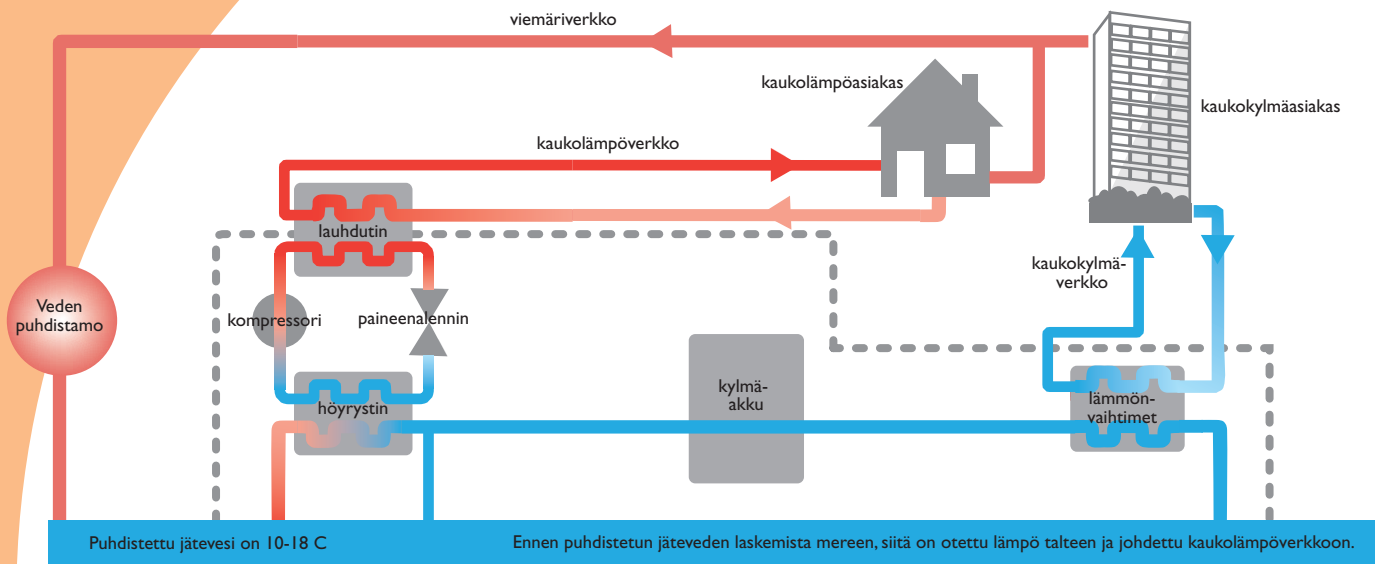 viemäriverkko
kaukolämpöasiakas
kaukokylmäasiakas
kaukolämpöverkko
lauhdutin
kaukokylmä-
verkko
Veden
puhdistamo
kompressori
paineenalennin
kylmä-
akku
höyrystin
lämmön-
vaihtimet
Puhdistettu jätevesi on 10-18 C
Ennen puhdistetun jäteveden laskemista mereen, siitä on otettu lämpö talteen ja johdettu kaukolämpöverkkoon.